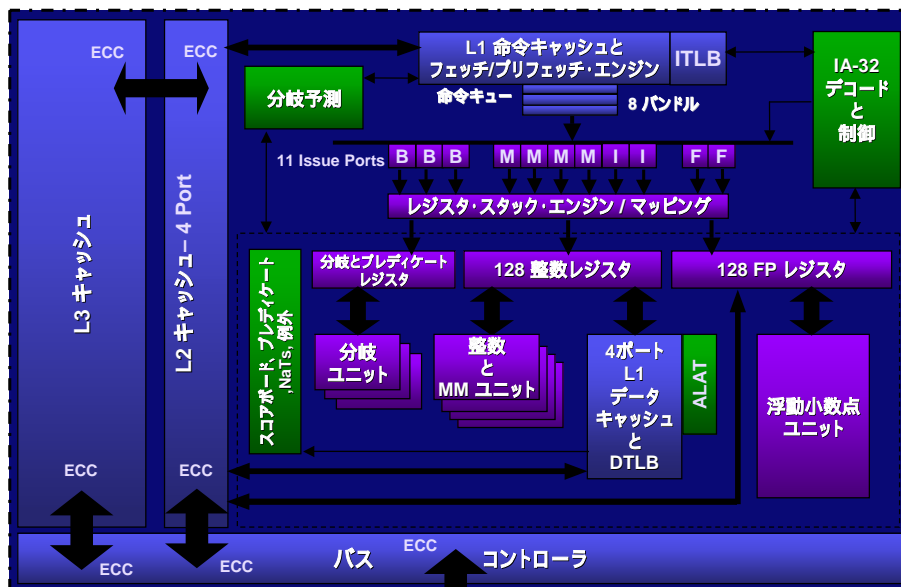 ECC
ECC
L1 命令キャッシュと
フェッチ/プリフェッチ・エンジン
ITLB
IA-32
デコード
と
制御
分岐予測
命令キュー
8 バンドル
11 Issue Ports
B B B M M M M I I F F
レジスタ・スタック・エンジン / マッピング
L3 キャッシュ
L2 キャッシュ– 4 Port
スコアボード、プレディケート
,NaTs, 例外
分岐とプレディケート
レジスタ
128 整数レジスタ
128 FP レジスタ
分岐
ユニット
整数
と
MM ユニット
4ポート
L1
データ
キャッシュ
と
DTLB
ALAT
浮動小数点
ユニット
ECC
ECC
バス
ECC
コントローラ
ECC
ECC